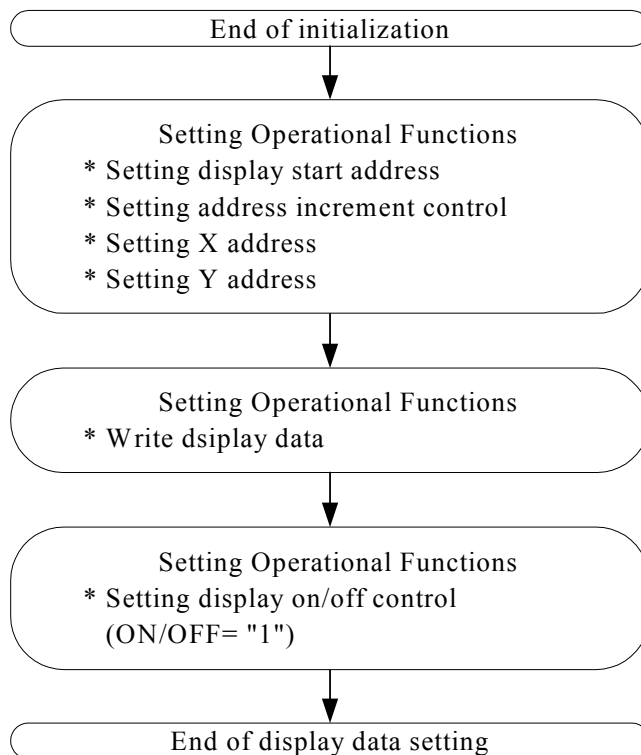 End of initialization
Setting Operational Functions
* Setting display start address
* Setting address increment control
* Setting X address
* Setting Y address
Setting Operational Functions
* Write dsiplay data
Setting Operational Functions
* Setting display on/off control
(ON/OFF= "1")
End of display data setting